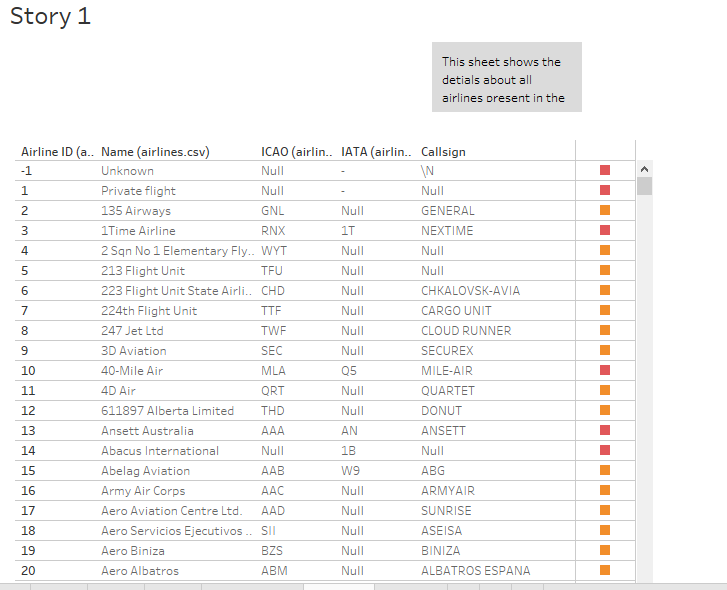 Story 1
This sheet shows the
detials about all
airlines present in the
Airline ID (a.. Name (airlines.csv) ICAO (airlin.. IATA (airlin.. Callsign
-1 Unknown Null - \N
1 Private flight Null - Null
2 135 Airways GNL Null GENERAL
3 1Time Airline RNX 1T NEXTIME
4 2 Sqn No 1 Elementary Fly.. WYT Null Null
5 213 Flight Unit TFU Null Null
6 223 Flight Unit State Airli.. CHD Null CHKALOVSK-AVIA
7 224th Flight Unit TTF Null CARGO UNIT
8 247 Jet Ltd TWF Null CLOUD RUNNER
9 3D Aviation SEC Null SECUREX
10 40-Mile Air MLA Q5 MILE-AIR
11 4D Air QRT Null QUARTET
12 611897 Alberta Limited THD Null DONUT
13 Ansett Australia AAA AN ANSETT
14 Abacus International Null 1B Null
15 Abelag Aviation AAB W9 ABG
16 Army Air Corps AAC Null ARMYAIR
17 Aero Aviation Centre Ltd. AAD Null SUNRISE
18 Aero Servicios Ejecutivos .. SII Null ASEISA
19 Aero Biniza BZS Null BINIZA
20 Aero Albatros ABM Null ALBATROS ESPANA